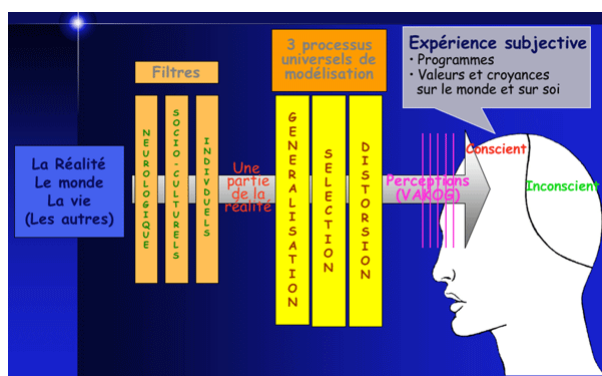 La Réalité
Le monde
La vie
(Les autres)
Filtres
NEUROLOGIQUE
SOCIO-CULTURELS
INDIVDUELS
Une
partie
de la
réalité
3 processus
universels de
modélisation
GENERALISATION
SELECTION
DISTORSION
Perceptions
(VAKOG)
Expérience subjective
• Programmes
• Valeurs et croyances
sur le monde et sur soi
Conscient
Inconscient